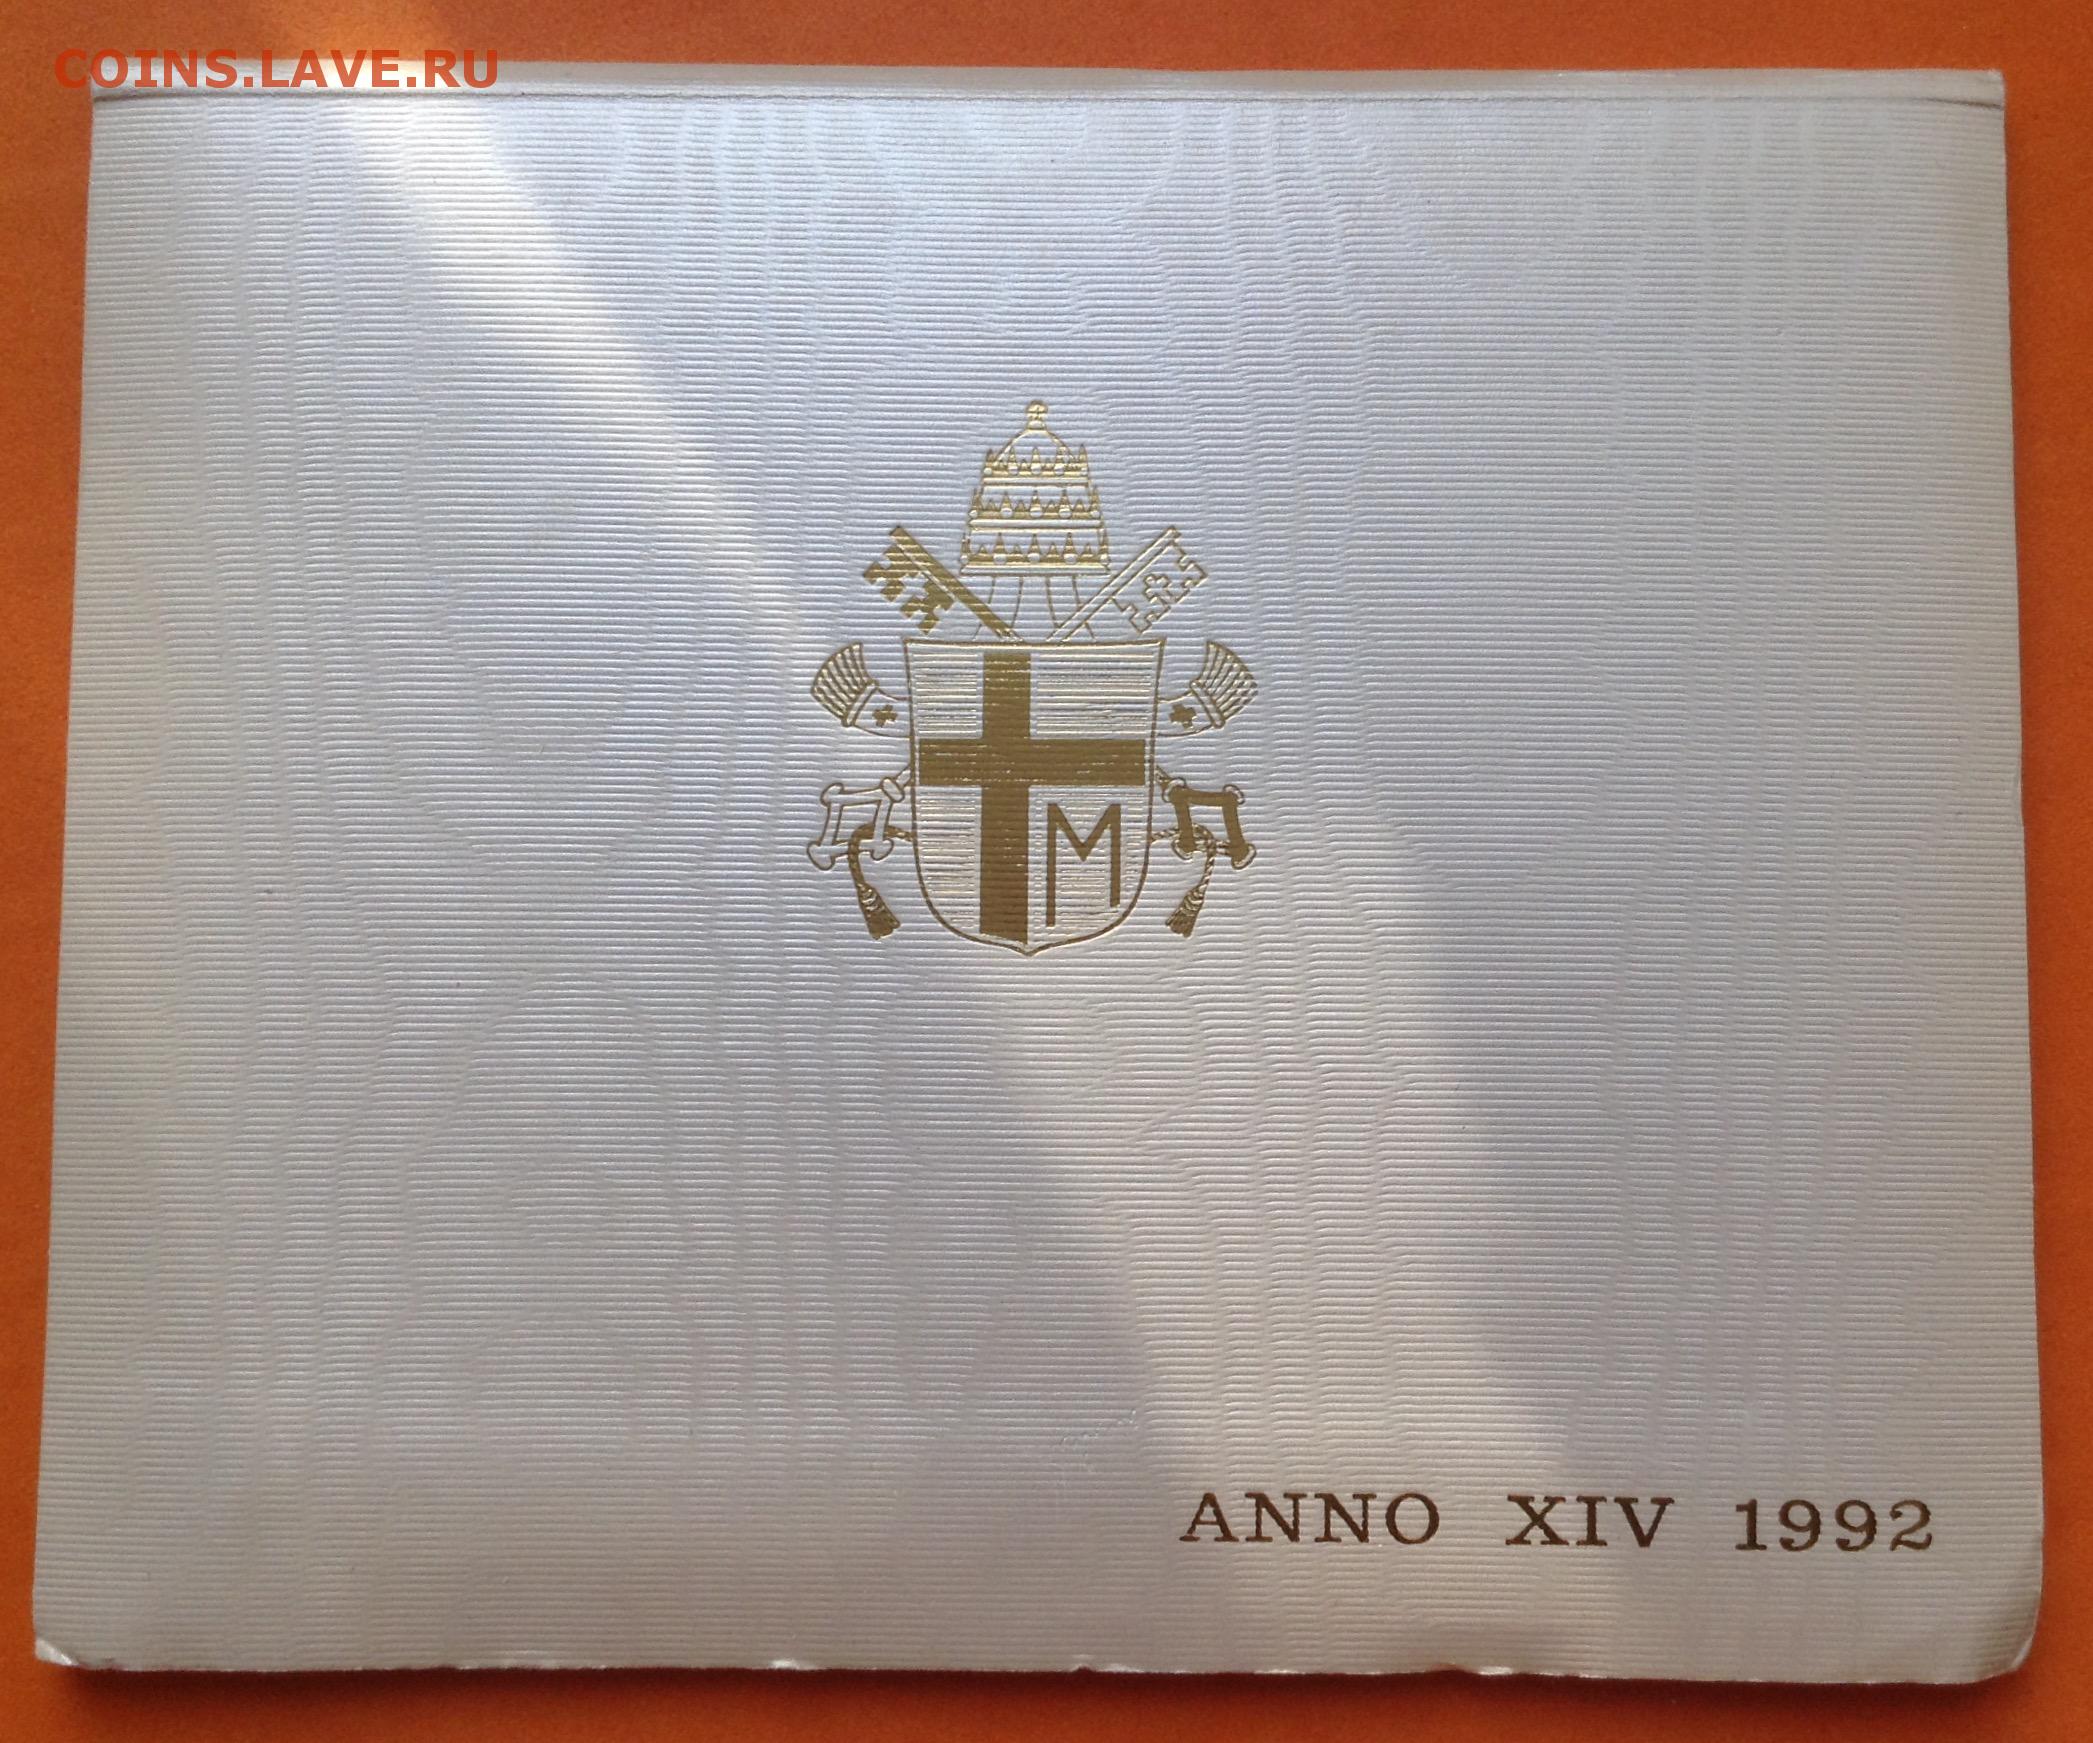 COINS.LAVE.RU
M
ANNO XIV 1992